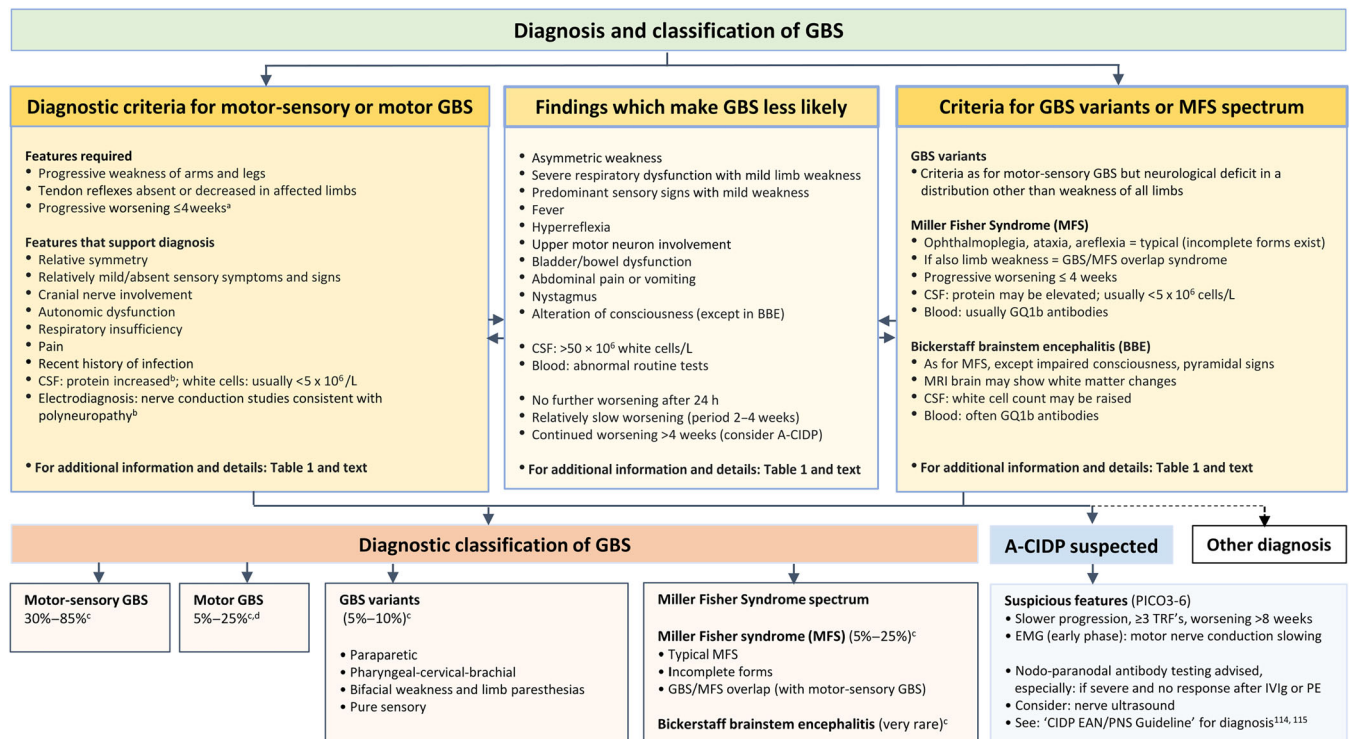 Diagnosis and classification of GBS
Diagnostic criteria for motor-sensory or motor GBS
Features required
• Progressive weakness of arms and legs
• Tendon reflexes absent or decreased in affected limbs
• Progressive worsening ≤4weeksᵃ
Features that support diagnosis
• Relative symmetry
• Relatively mild/absent sensory symptoms and signs
• Cranial nerve involvement
• Autonomic dysfunction
• Respiratory insufficiency
• Pain
• Recent history of infection
• CSF: protein increasedᵇ; white cells: usually <5 x 10⁶/L
• Electrodiagnosis: nerve conduction studies consistent with
polyneuropathyᵇ
• For additional information and details: Table 1 and text
Findings which make GBS less likely
• Asymmetric weakness
• Severe respiratory dysfunction with mild limb weakness
• Predominant sensory signs with mild weakness
• Fever
• Hyperreflexia
• Upper motor neuron involvement
• Bladder/bowel dysfunction
• Abdominal pain or vomiting
• Nystagmus
• Alteration of consciousness (except in BBE)
• CSF: >50 × 10⁶ white cells/L
• Blood: abnormal routine tests
• No further worsening after 24 h
• Relatively slow worsening (period 2–4 weeks)
• Continued worsening >4 weeks (consider A-CIDP)
• For additional information and details: Table 1 and text
Criteria for GBS variants or MFS spectrum
GBS variants
• Criteria as for motor-sensory GBS but neurological deficit in a
distribution other than weakness of all limbs
Miller Fisher Syndrome (MFS)
• Ophthalmoplegia, ataxia, areflexia = typical (incomplete forms exist)
• If also limb weakness = GBS/MFS overlap syndrome
• Progressive worsening ≤ 4 weeks
• CSF: protein may be elevated; usually <5 x 10⁶ cells/L
• Blood: usually GQ1b antibodies
Bickerstaff brainstem encephalitis (BBE)
• As for MFS, except impaired consciousness, pyramidal signs
• MRI brain may show white matter changes
• CSF: white cell count may be raised
• Blood: often GQ1b antibodies
• For additional information and details: Table 1 and text
Diagnostic classification of GBS
Motor-sensory GBS
30%–85%ᶜ
Motor GBS
5%–25%ᶜ,ᵈ
GBS variants
(5%–10%)ᶜ
• Paraparetic
• Pharyngeal-cervical-brachial
• Bifacial weakness and limb paresthesias
• Pure sensory
Miller Fisher Syndrome spectrum
Miller Fisher syndrome (MFS) (5%–25%)ᶜ
• Typical MFS
• Incomplete forms
• GBS/MFS overlap (with motor-sensory GBS)
Bickerstaff brainstem encephalitis (very rare)ᶜ
A-CIDP suspected
Suspicious features (PICO3-6)
• Slower progression, ≥3 TRF's, worsening >8 weeks
• EMG (early phase): motor nerve conduction slowing
• Nodo-paranodal antibody testing advised,
especially: if severe and no response after IVIg or PE
• Consider: nerve ultrasound
• See: 'CIDP EAN/PNS Guideline' for diagnosis¹¹⁴, ¹¹⁵
Other diagnosis